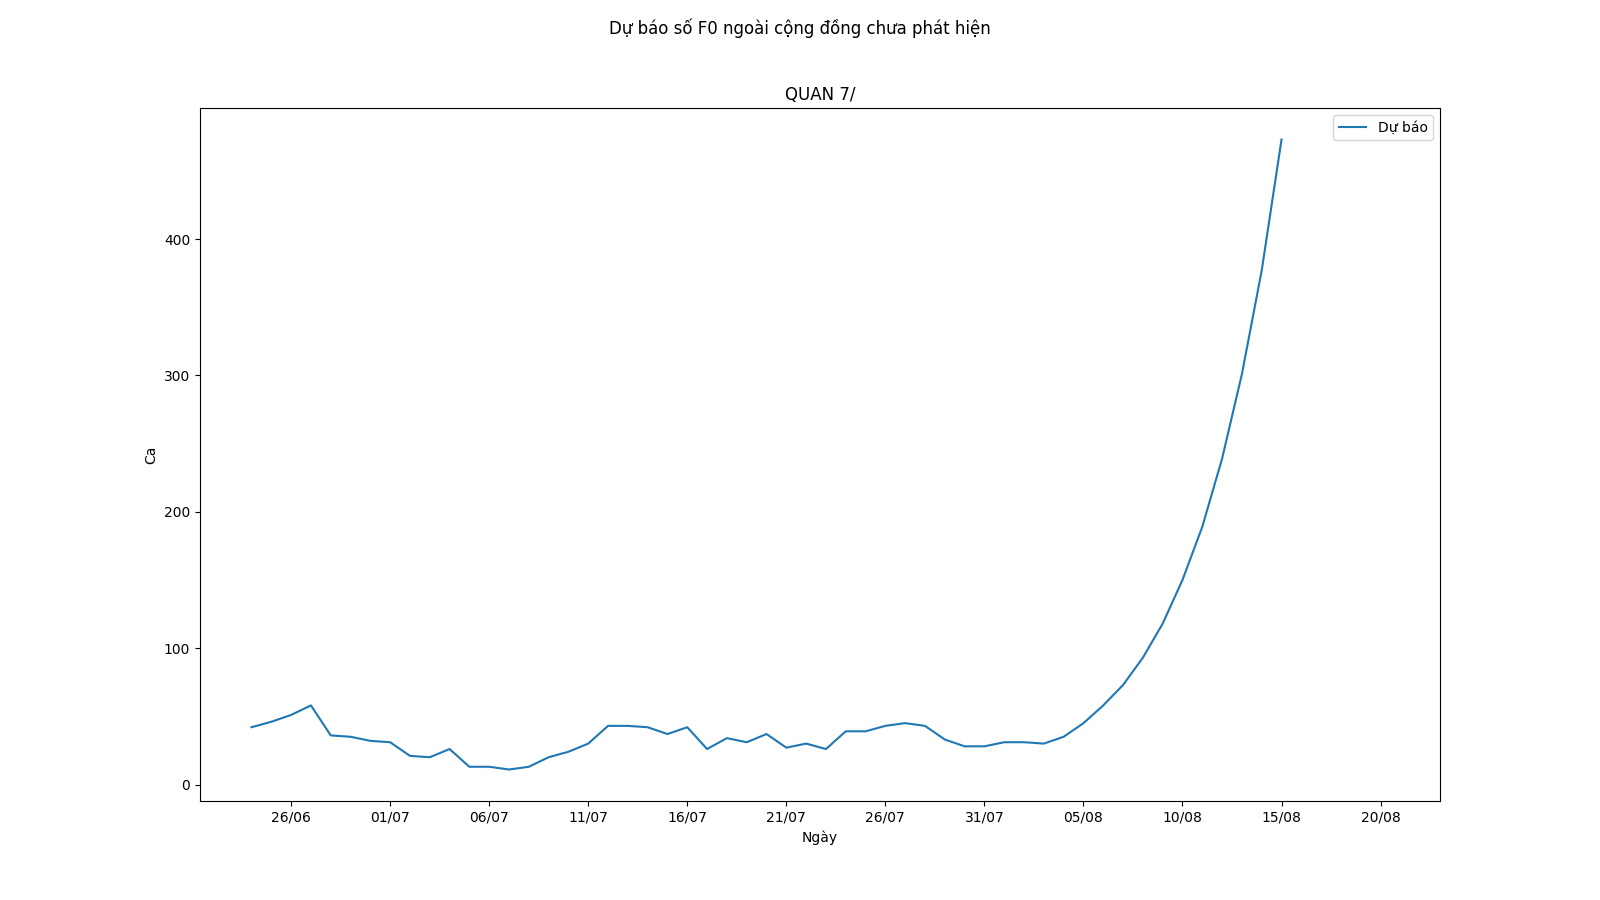 Dự báo số F0 ngoài cộng đồng chưa phát hiện
QUAN 7/
Dự báo
400
300
200
100
0
Ca
26/06 01/07 06/07 11/07 16/07 21/07 26/07 31/07 05/08 10/08 15/08 20/08
Ngày